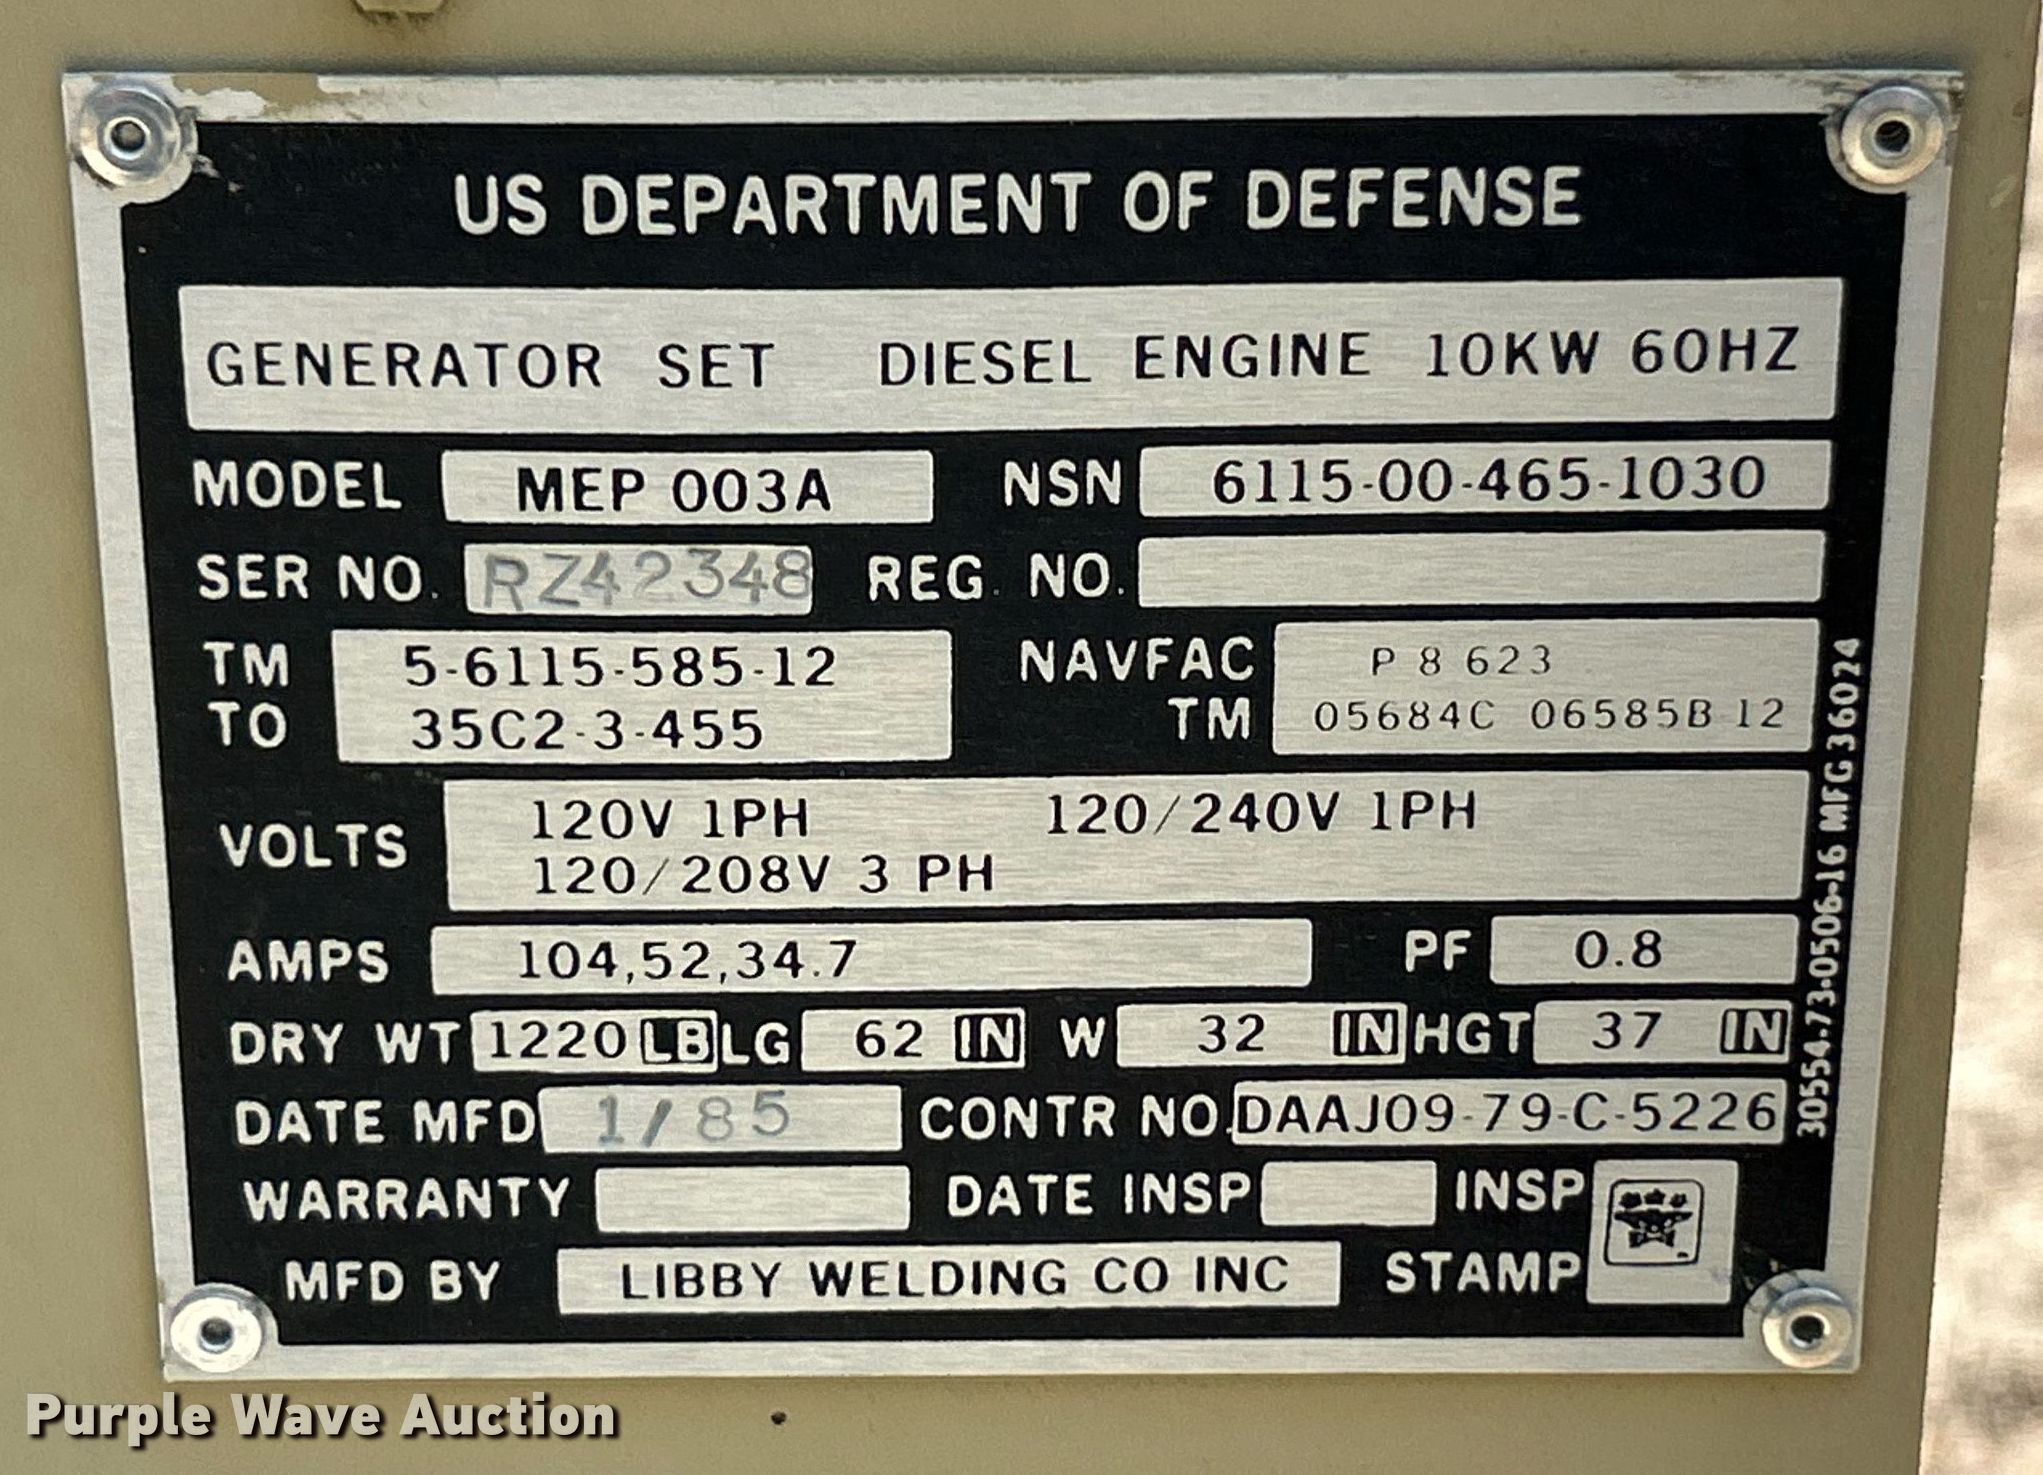 US DEPARTMENT OF DEFENSE
GENERATOR SET DIESEL ENGINE 10KW 60HZ
MODEL MEP 003A NSN 6115-00-465-1030
SER NO. RZ42348 REG. NO.
TM 5-6115-585-12
TO 35C2-3-455
NAVFAC P 8 623
TM 05684C 06585B-12
VOLTS 120V 1PH 120/240V 1PH
120/208V 3 PH
AMPS 104,52,34.7 PF 0.8
DRY WT 1220 LB LG 62 IN W 32 IN HGT 37 IN
DATE MFD 1/85 CONTR NO. DAAJ09-79-C-5226
WARRANTY DATE INSP INSP STAMP
MFD BY LIBBY WELDING CO INC
30554-73-0506-16 MFG36024
Purple Wave Auction